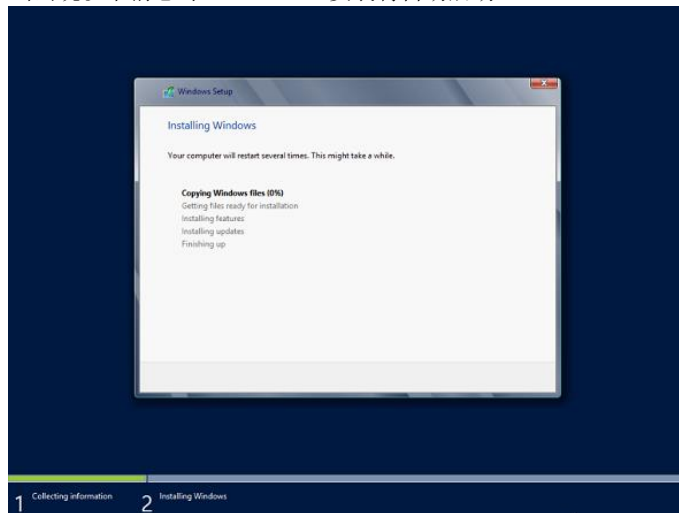 Windows Setup
Installing Windows
Your computer will restart several times. This might take a while.
Copying Windows files (0%)
Getting files ready for installation
Installing features
Installing updates
Finishing up
1 Collecting information 2 Installing Windows